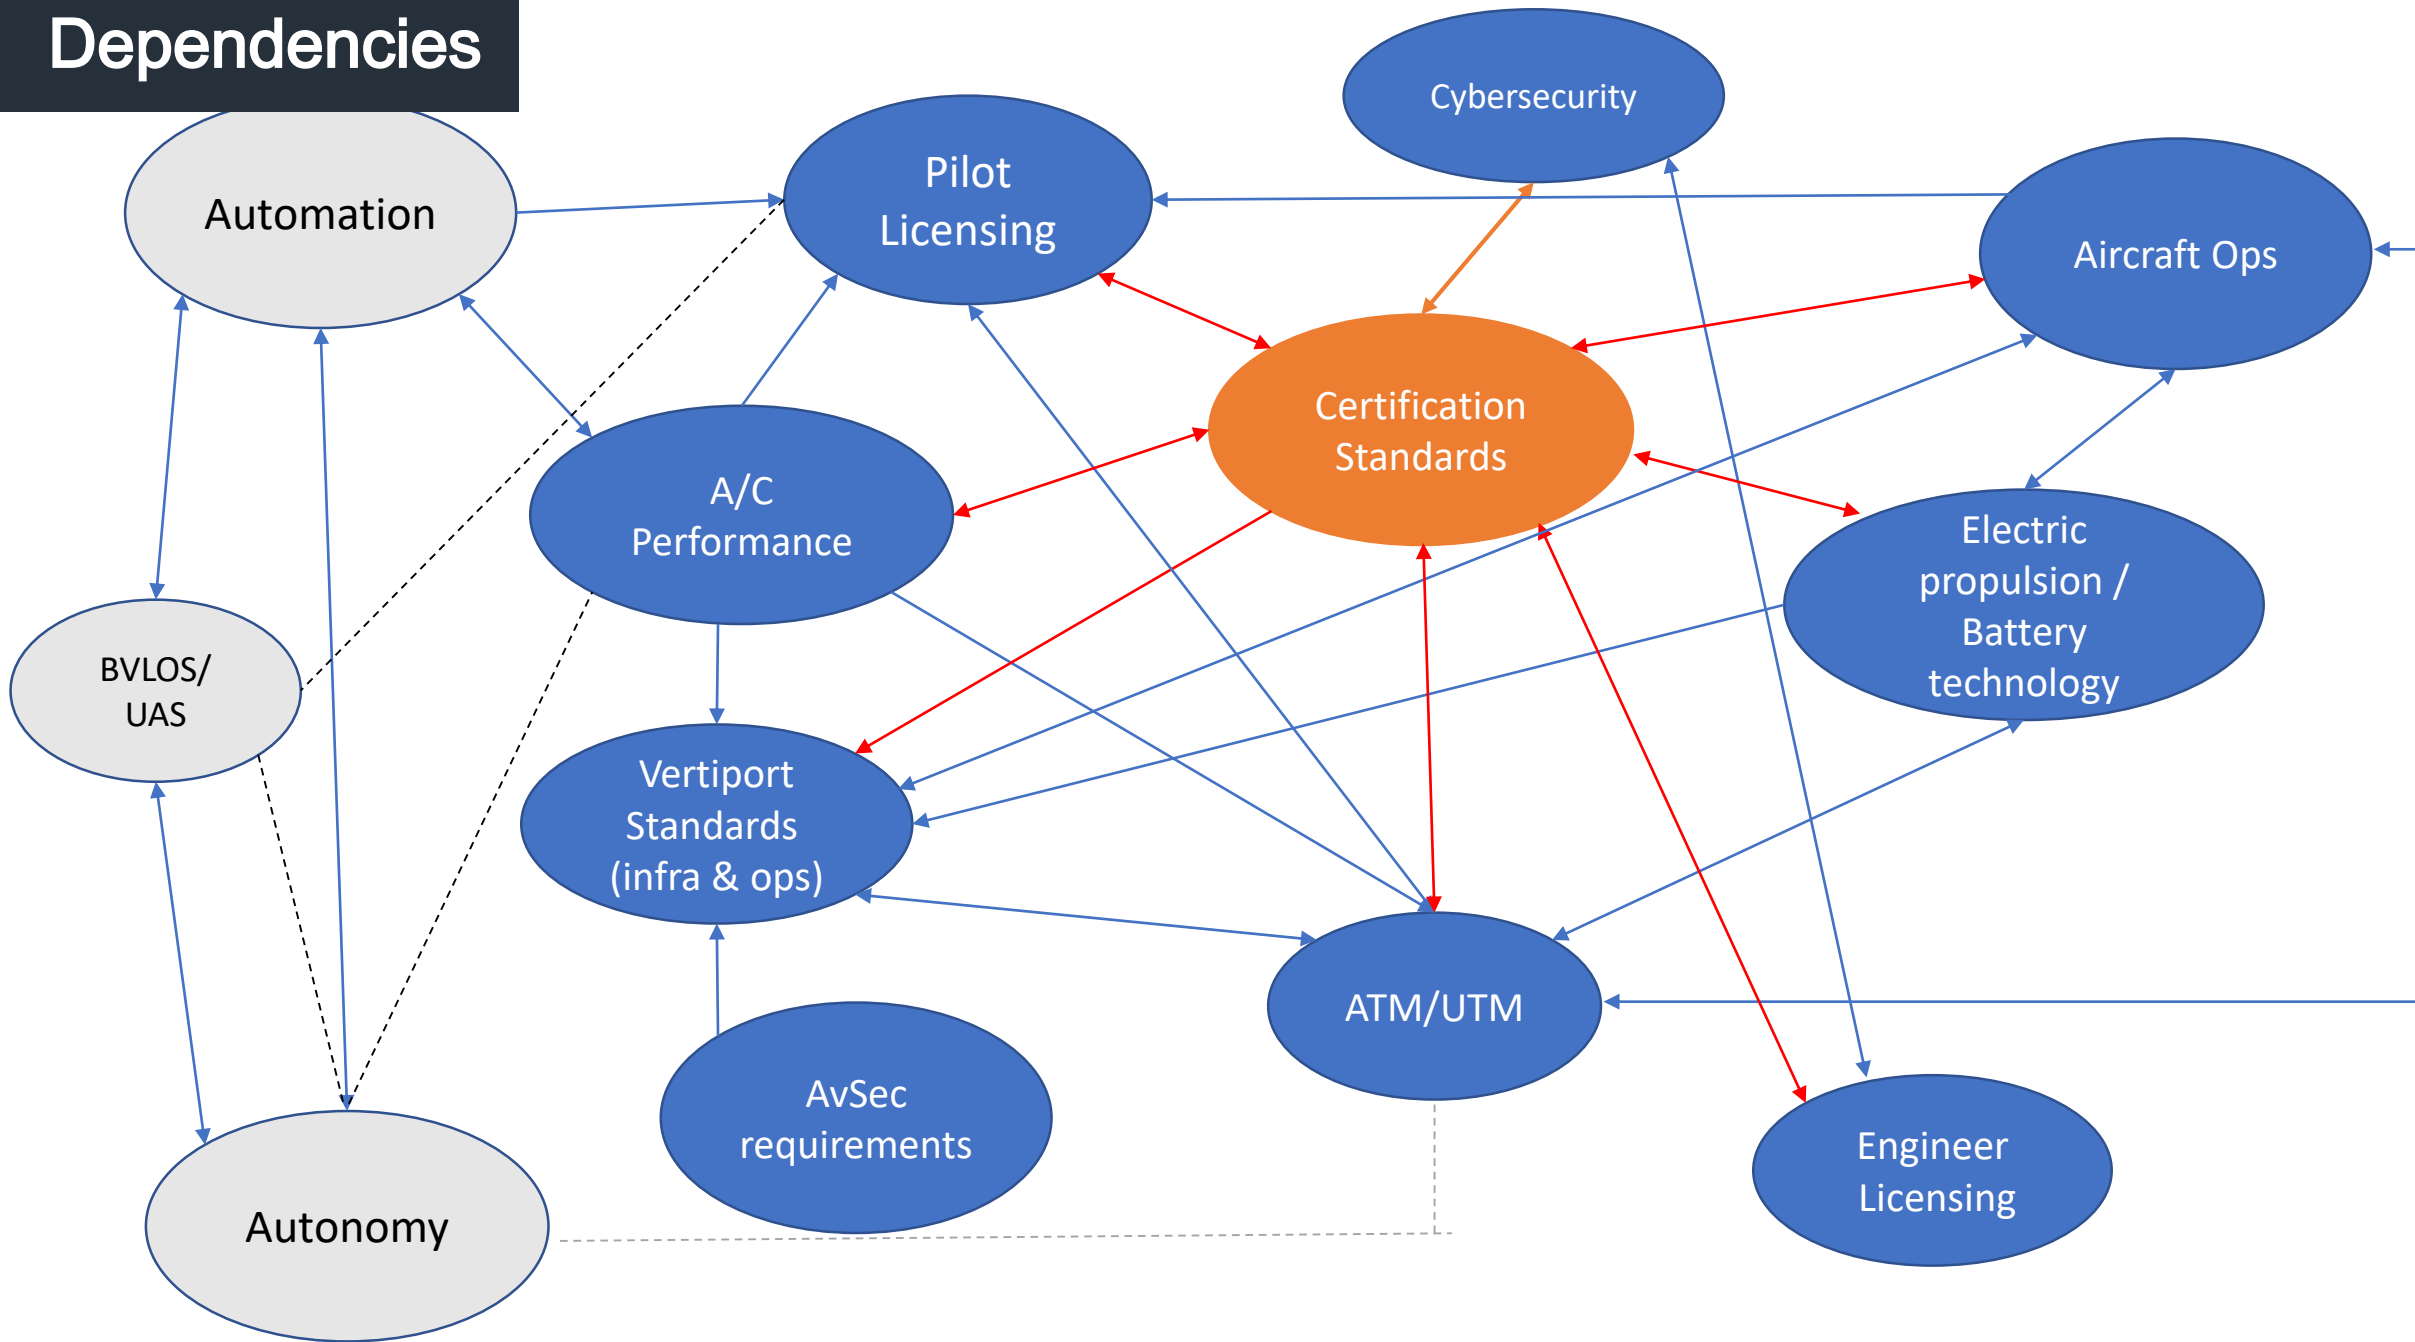 Dependencies
Cybersecurity
Pilot
Licensing
Automation
Aircraft Ops
Certification
Standards
A/C
Performance
Electric
propulsion /
Battery
technology
BVLOS/
UAS
Vertiport
Standards
(infra & ops)
ATM/UTM
AvSec
requirements
Engineer
Licensing
Autonomy